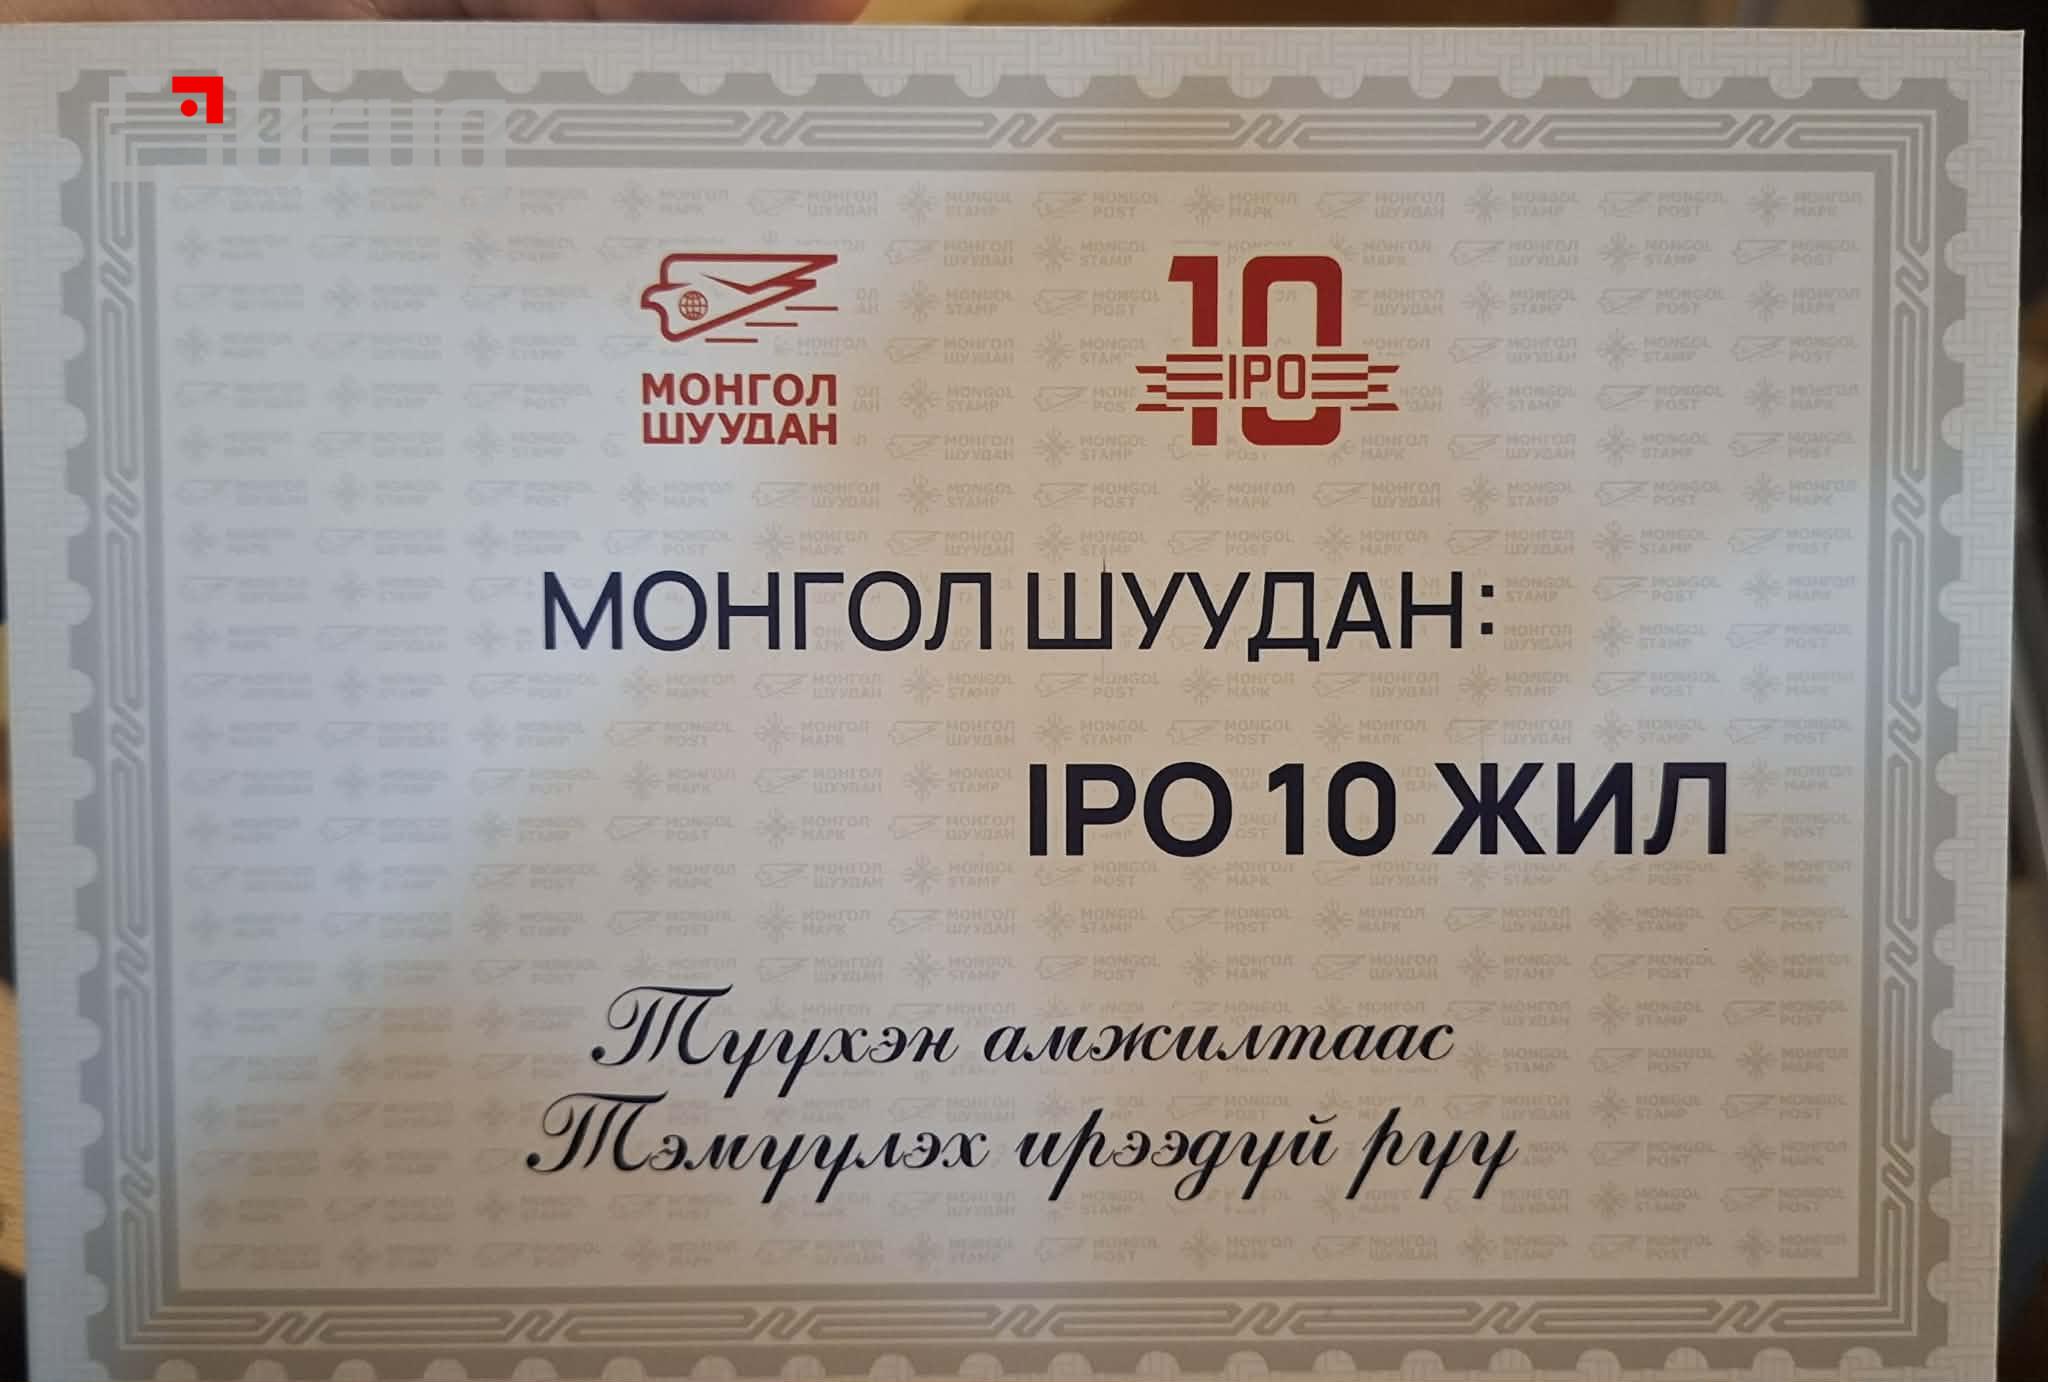 МОНГОЛ
ШУУДАН
10
IPO
МОНГОЛ ШУУДАН:
IPO 10 ЖИЛ
Түүхэн амжилтаас
Тэмүүлэх ирээдүй рүү